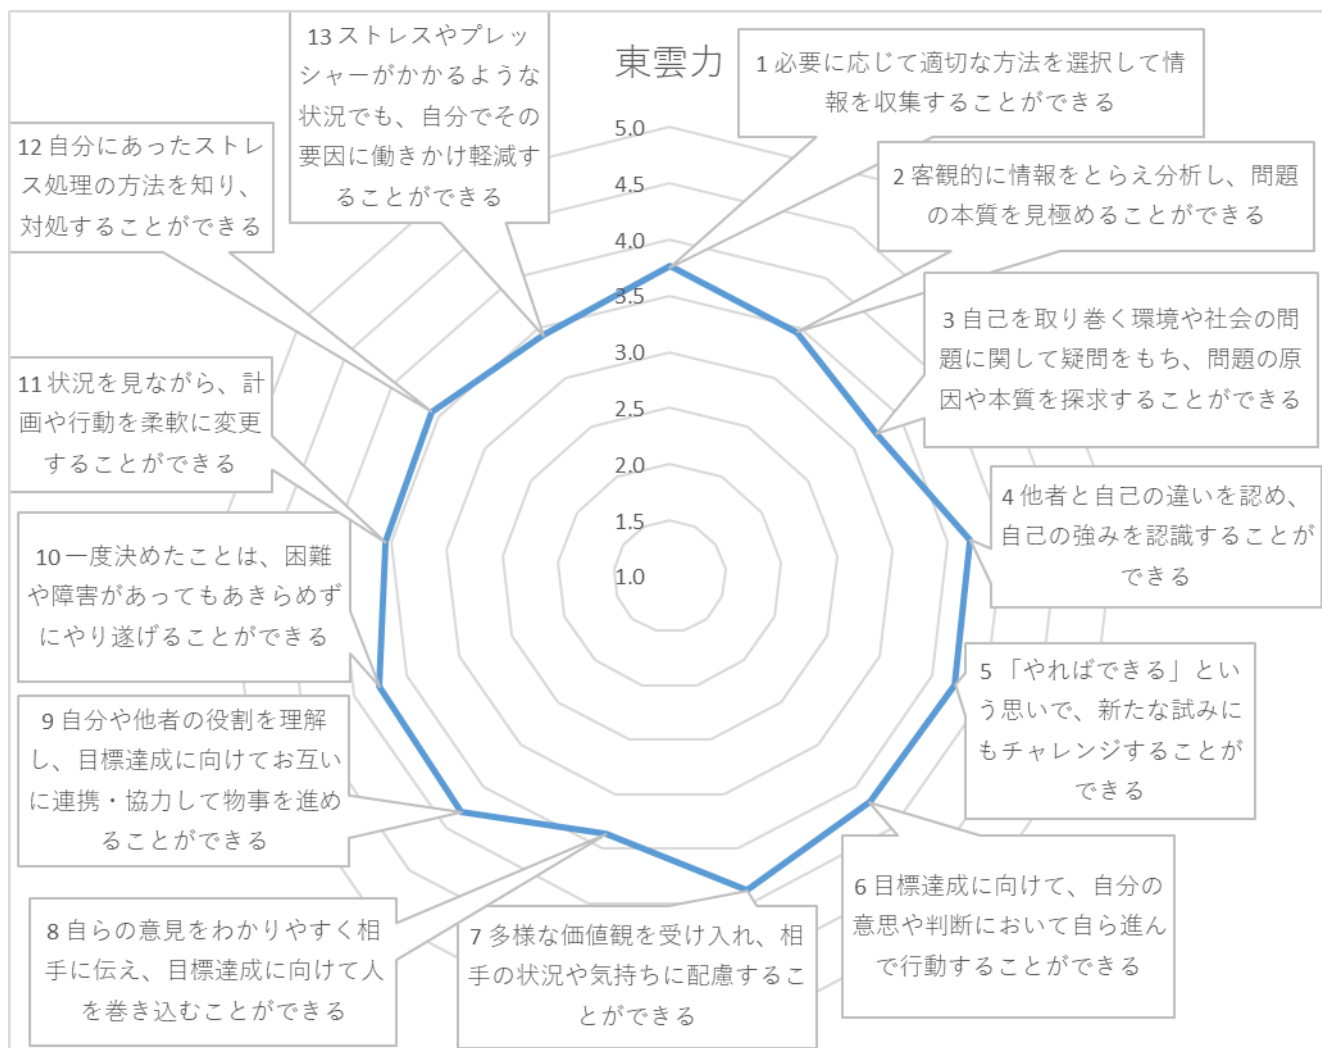 東雲力
1 必要に応じて適切な方法を選択して情
報を収集することができる
2 客観的に情報をとらえ分析し、問題
の本質を見極めることができる
3 自己を取り巻く環境や社会の問
題に関して疑問をもち、問題の原
因や本質を探求することができる
4 他者と自己の違いを認め、
自己の強みを認識することが
できる
5 「やればできる」とい
う思いで、新たな試みに
もチャレンジすることが
できる
6 目標達成に向けて、自分の
意思や判断において自ら進ん
で行動することができる
7 多様な価値観を受け入れ、相
手の状況や気持ちに配慮するこ
とができる
8 自らの意見をわかりやすく相
手に伝え、目標達成に向けて人
を巻き込むことができる
9 自分や他者の役割を理解
し、目標達成に向けてお互い
に連携・協力して物事を進め
ることができる
10 一度決めたことは、困難
や障害があってもあきらめず
にやり遂げることができる
11 状況を見ながら、計
画や行動を柔軟に変更
することができる
12 自分にあったストレ
ス処理の方法を知り、
対処することができる
13 ストレスやプレッ
シャーがかかるような
状況でも、自分でその
要因に働きかけ軽減す
ることができる
5.0
4.5
4.0
3.5
3.0
2.5
2.0
1.5
1.0